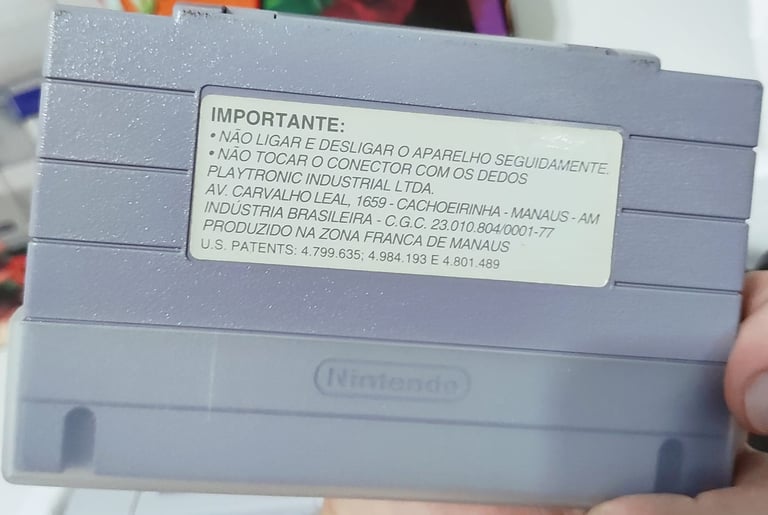 IMPORTANTE:
• NÃO LIGAR E DESLIGAR O APARELHO SEGUIDAMENTE.
• NÃO TOCAR O CONECTOR COM OS DEDOS
PLAYTRONIC INDUSTRIAL LTDA.
AV. CARVALHO LEAL, 1659 - CACHOEIRINHA - MANAUS - AM
INDÚSTRIA BRASILEIRA - C.G.C. 23.010.804/0001-77
PRODUZIDO NA ZONA FRANCA DE MANAUS
U.S. PATENTS: 4.799.635; 4.984.193 E 4.801.489
Nintendo